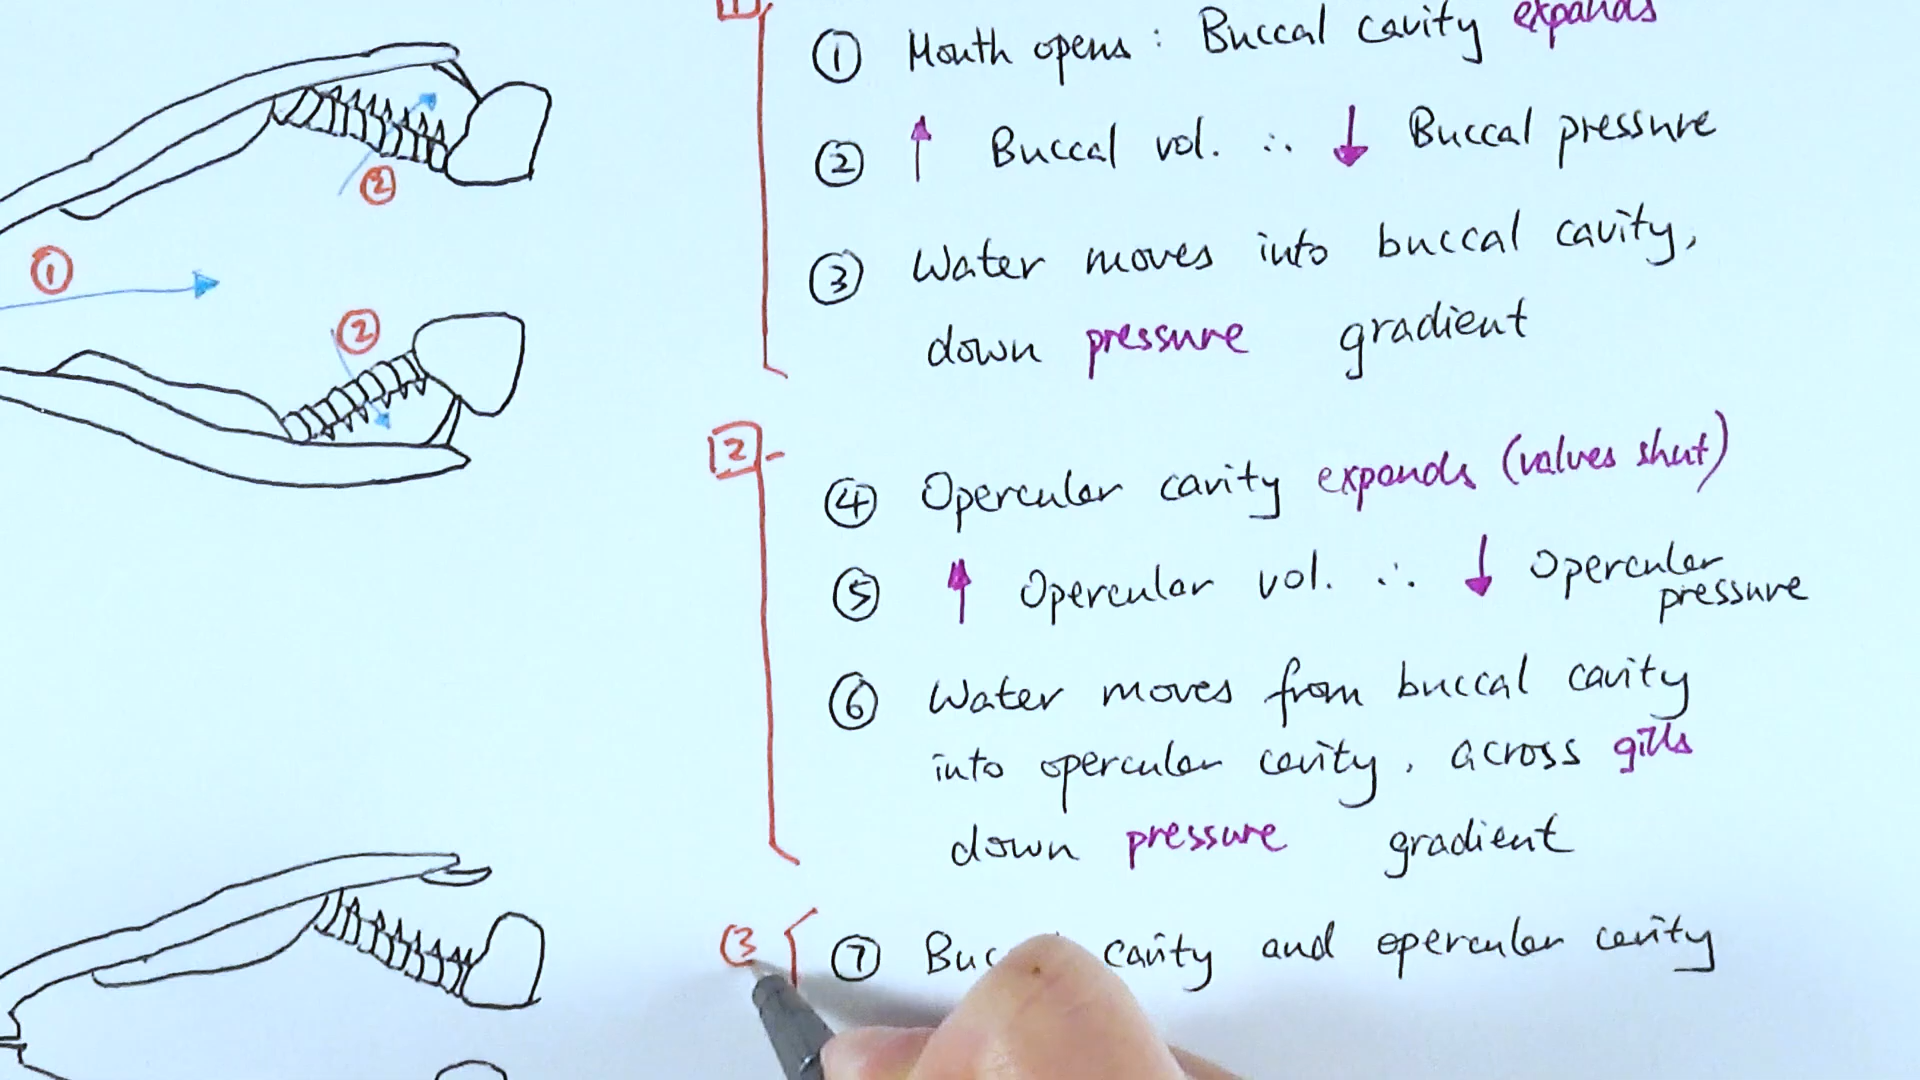 1
① Mouth opens : Buccal cavity expands
② ↑ Buccal vol. ∴ ↓ Buccal pressure
③ Water moves into buccal cavity,
down pressure gradient
2
④ Opercular cavity expands (valves shut)
⑤ ↑ Opercular vol. ∴ ↓ Opercular
pressure
⑥ Water moves from buccal cavity
into opercular cavity, across gills
down pressure gradient
3 ⑦ Buc cavity and opercular cavity
②
①
②